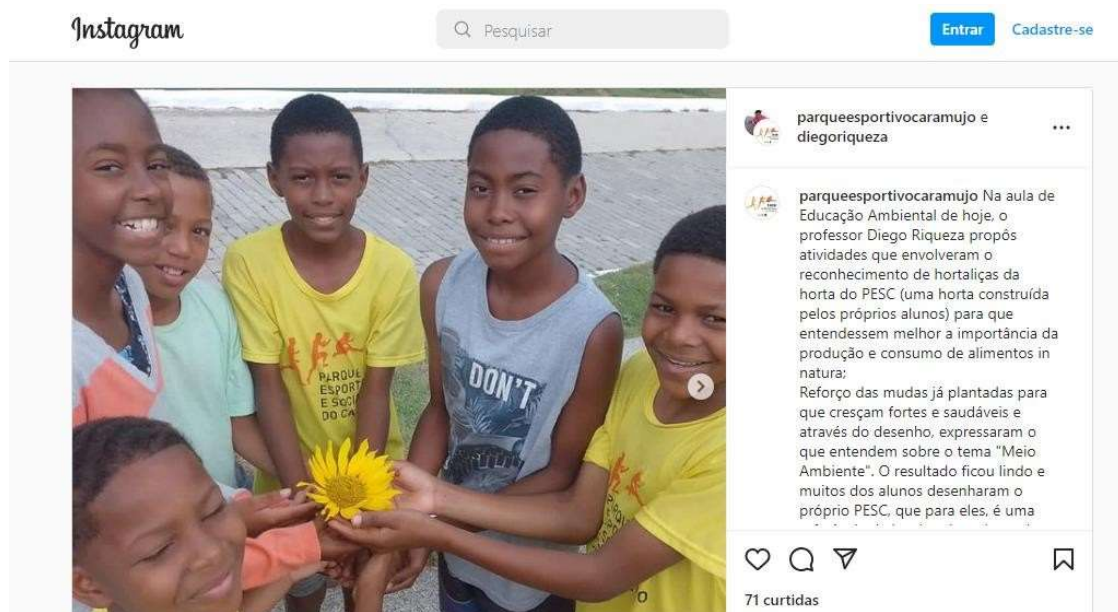 Instagram
Pesquisar
Entrar
Cadastre-se
parqueesportivocaramujo e
diegoriqueza
parqueesportivocaramujo Na aula de
Educação Ambiental de hoje, o
professor Diego Riqueza propôs
atividades que envolveram o
reconhecimento de hortaliças da
horta do PESC (uma horta construída
pelos próprios alunos) para que
entendessem melhor a importância da
produção e consumo de alimentos in
natura;
Reforço das mudas já plantadas para
que cresçam fortes e saudáveis e
através do desenho, expressaram o
que entendem sobre o tema "Meio
Ambiente". O resultado ficou lindo e
muitos dos alunos desenharam o
próprio PESC, que para eles, é uma
71 curtidas
PARQUE
ESPORT
E SOCI
DO CA
DON'T